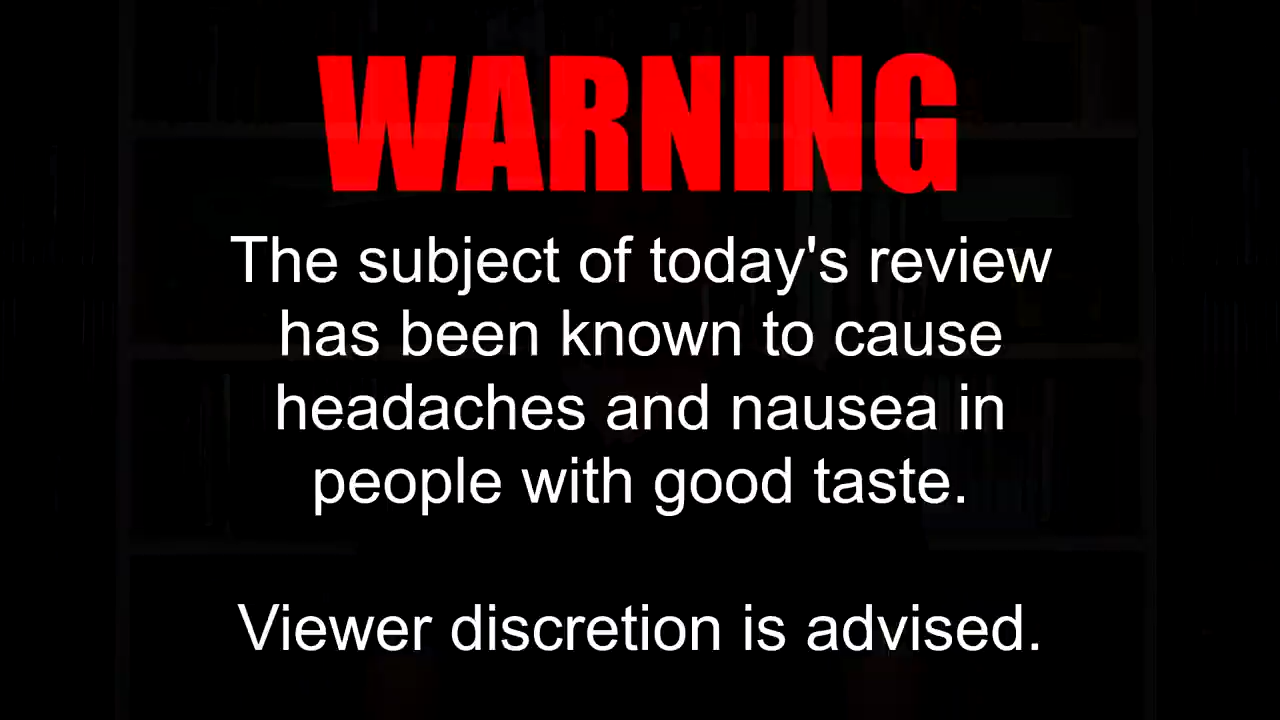 WARNING
The subject of today's review
has been known to cause
headaches and nausea in
people with good taste.
Viewer discretion is advised.